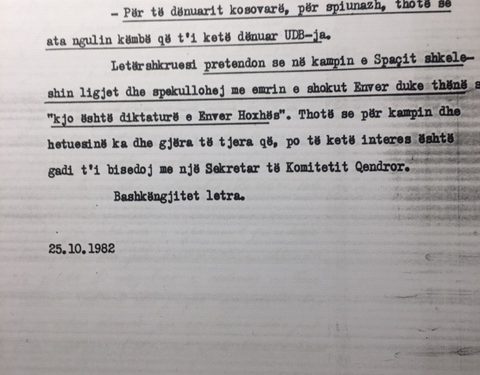 - Për të dënuarit kosovarë, për spiunazh, thotë se
ata ngulin këmbë që t'i ketë dënuar UDB-ja.
Letërshkruesi pretendon se në kampin e Spaçit shkele-
shin ligjet dhe spekullohej me emrin e shokut Enver duke thënë s
"kjo është diktaturë e Enver Hoxhës". Thotë se për kampin dhe
hetuesinë ka dhe gjëra të tjera që, po të ketë interes është
gadi t'i bisedoj me një Sekretar të Komitetit Qendror.
Bashkëngjitet letra.
25.10.1982